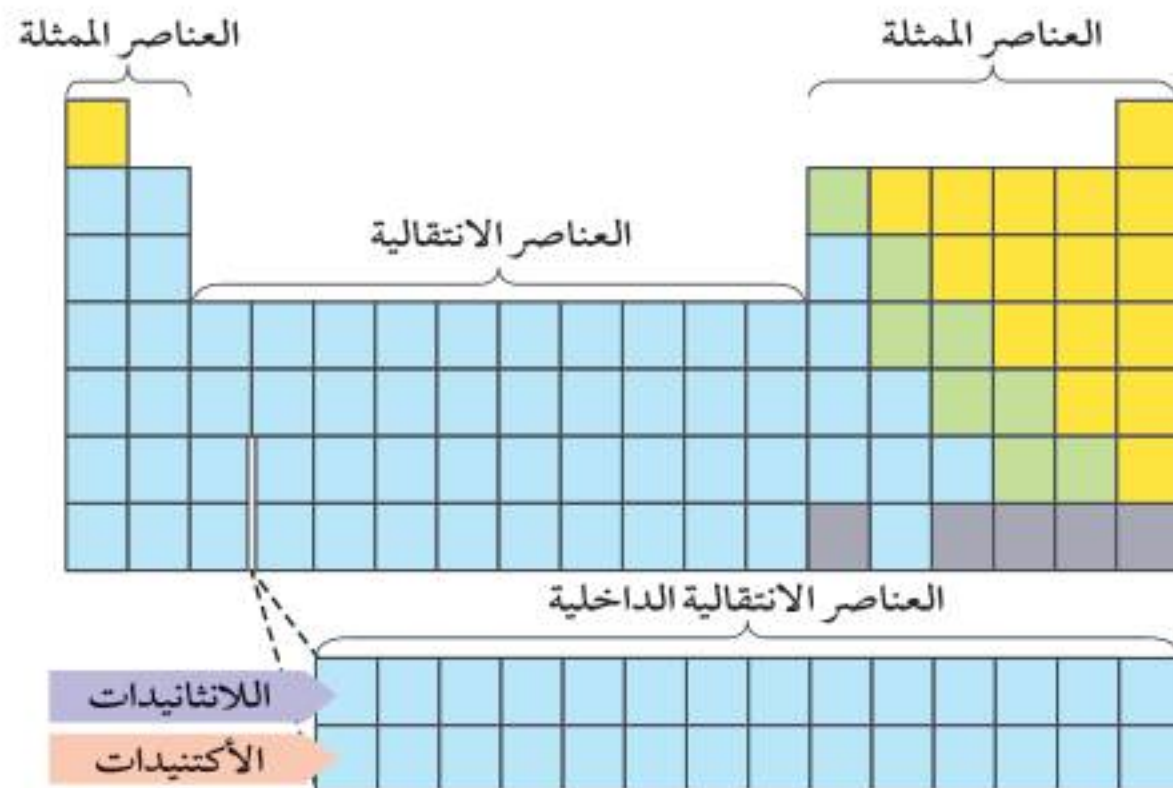 العناصر الممثلة
العناصر الممثلة
العناصر الانتقالية
العناصر الانتقالية الداخلية
اللانثانيدات
الأكتنيدات